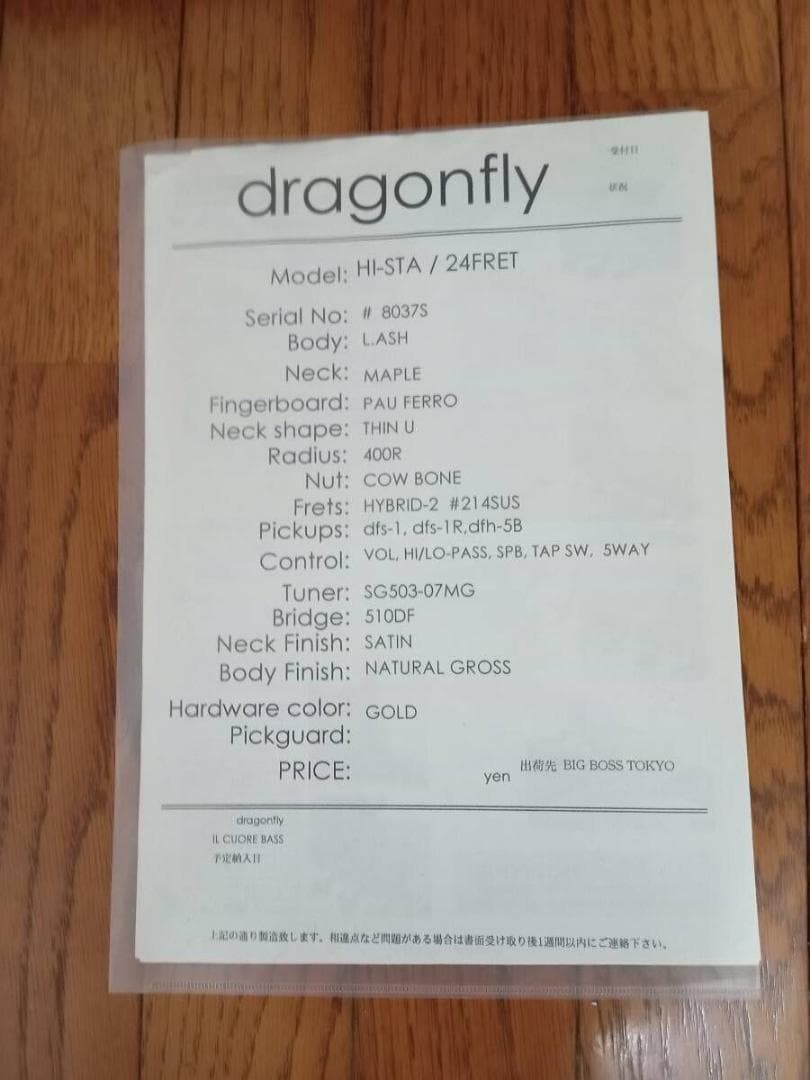 受付日
dragonfly
状況
Model: HI-STA / 24FRET
Serial No: # 8037S
Body: L.ASH
Neck: MAPLE
Fingerboard: PAU FERRO
Neck shape: THIN U
Radius: 400R
Nut: COW BONE
Frets: HYBRID-2 #214SUS
Pickups: dfs-1, dfs-1R,dfh-5B
Control: VOL, HI/LO-PASS, SPB, TAP SW, 5WAY
Tuner: SG503-07MG
Bridge: 510DF
Neck Finish: SATIN
Body Finish: NATURAL GROSS
Hardware color: GOLD
Pickguard:
PRICE: yen 出荷先 BIG BOSS TOKYO
dragonfly
IL CUORE BASS
予定納入日
上記の通り製造致します。相違点など問題がある場合は書面受け取り後1週間以内にご連絡下さい。